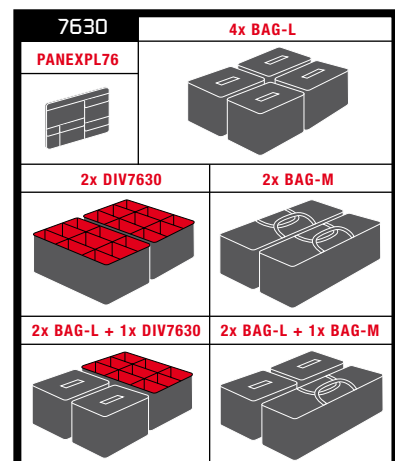 7630
4x BAG-L
PANEXPL76
2x DIV7630
2x BAG-M
2x BAG-L + 1x DIV7630
2x BAG-L + 1x BAG-M